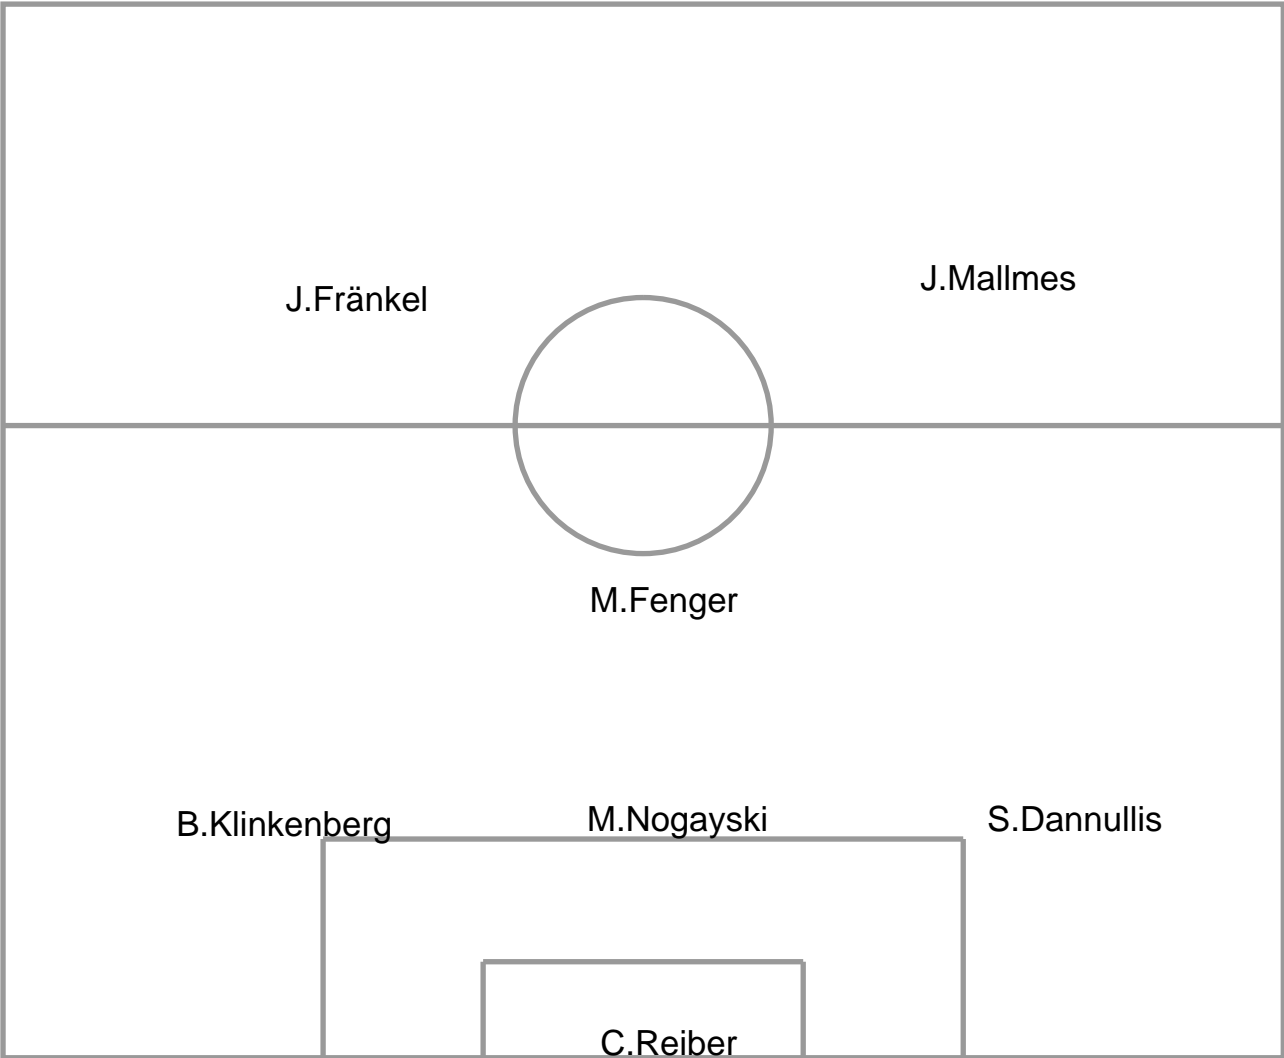 J.Mallmes
J.Fränkel
M.Fenger
B.Klinkenberg
M.Nogayski
S.Dannullis
C.Reiber